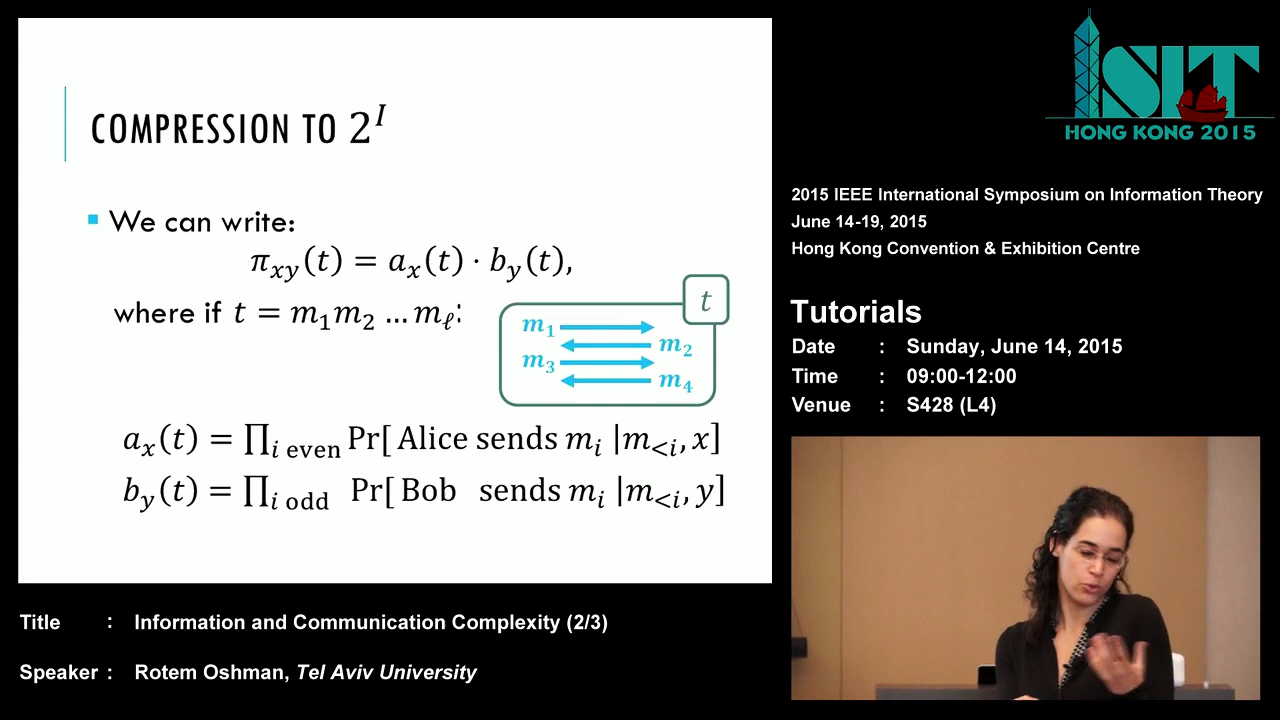 COMPRESSION TO 2^I
We can write:
π_xy(t) = a_x(t) · b_y(t),
where if t = m_1 m_2 … m_ℓ:
t
m_1
m_2
m_3
m_4
a_x(t) = ∏_{i even} Pr[ Alice sends m_i |m_{<i}, x]
b_y(t) = ∏_{i odd} Pr[ Bob sends m_i |m_{<i}, y]
ISIT
HONG KONG 2015
2015 IEEE International Symposium on Information Theory
June 14-19, 2015
Hong Kong Convention & Exhibition Centre
Tutorials
Date : Sunday, June 14, 2015
Time : 09:00-12:00
Venue : S428 (L4)
Title : Information and Communication Complexity (2/3)
Speaker : Rotem Oshman, Tel Aviv University